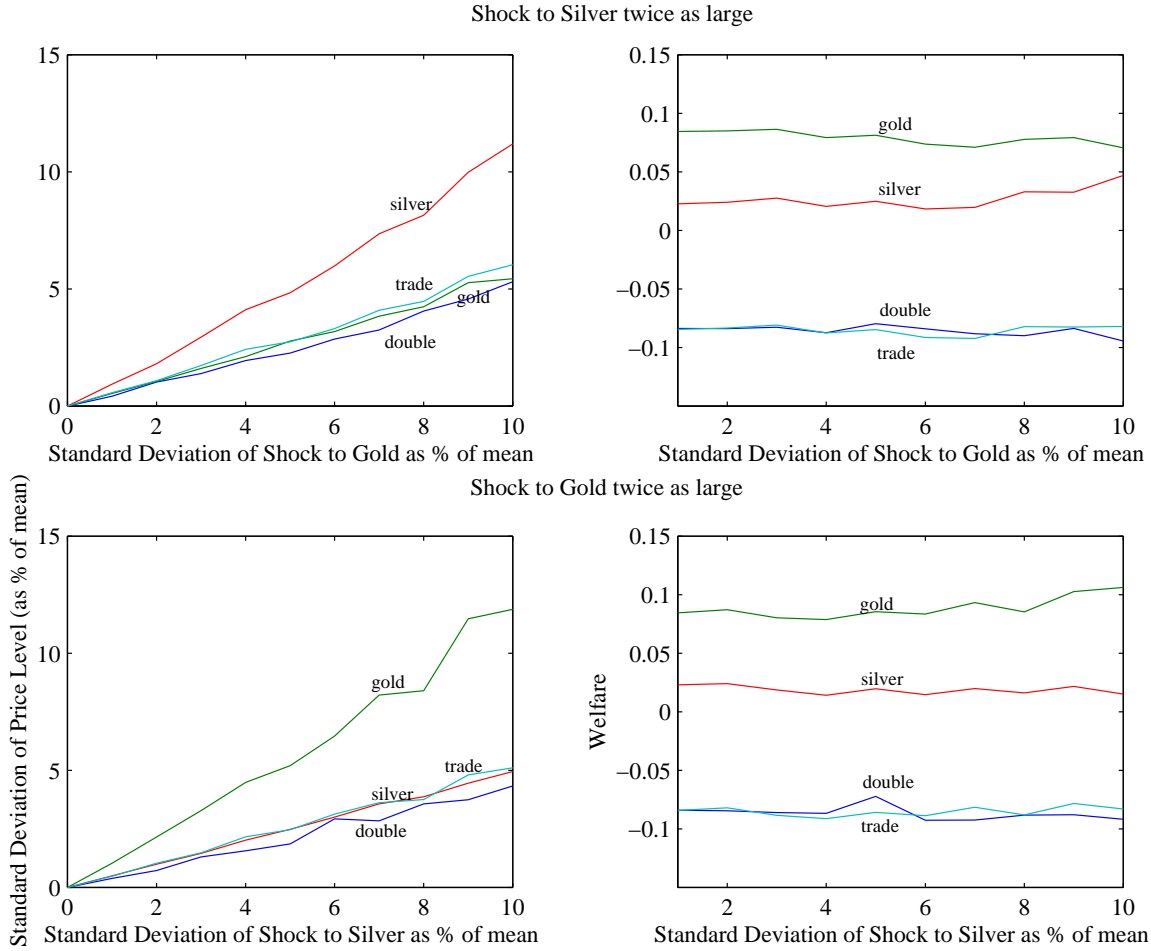 Shock to Silver twice as large
15
10
5
0
silver
trade
gold
double
0 2 4 6 8 10
Standard Deviation of Shock to Gold as % of mean
0.15
0.1
0.05
0
−0.05
−0.1
gold
silver
double
trade
2 4 6 8 10
Standard Deviation of Shock to Gold as % of mean
Shock to Gold twice as large
Standard Deviation of Price Level (as % of mean)
15
10
5
0
gold
trade
silver
double
0 2 4 6 8 10
Standard Deviation of Shock to Silver as % of mean
Welfare
0.15
0.1
0.05
0
−0.05
−0.1
gold
silver
double
trade
2 4 6 8 10
Standard Deviation of Shock to Silver as % of mean